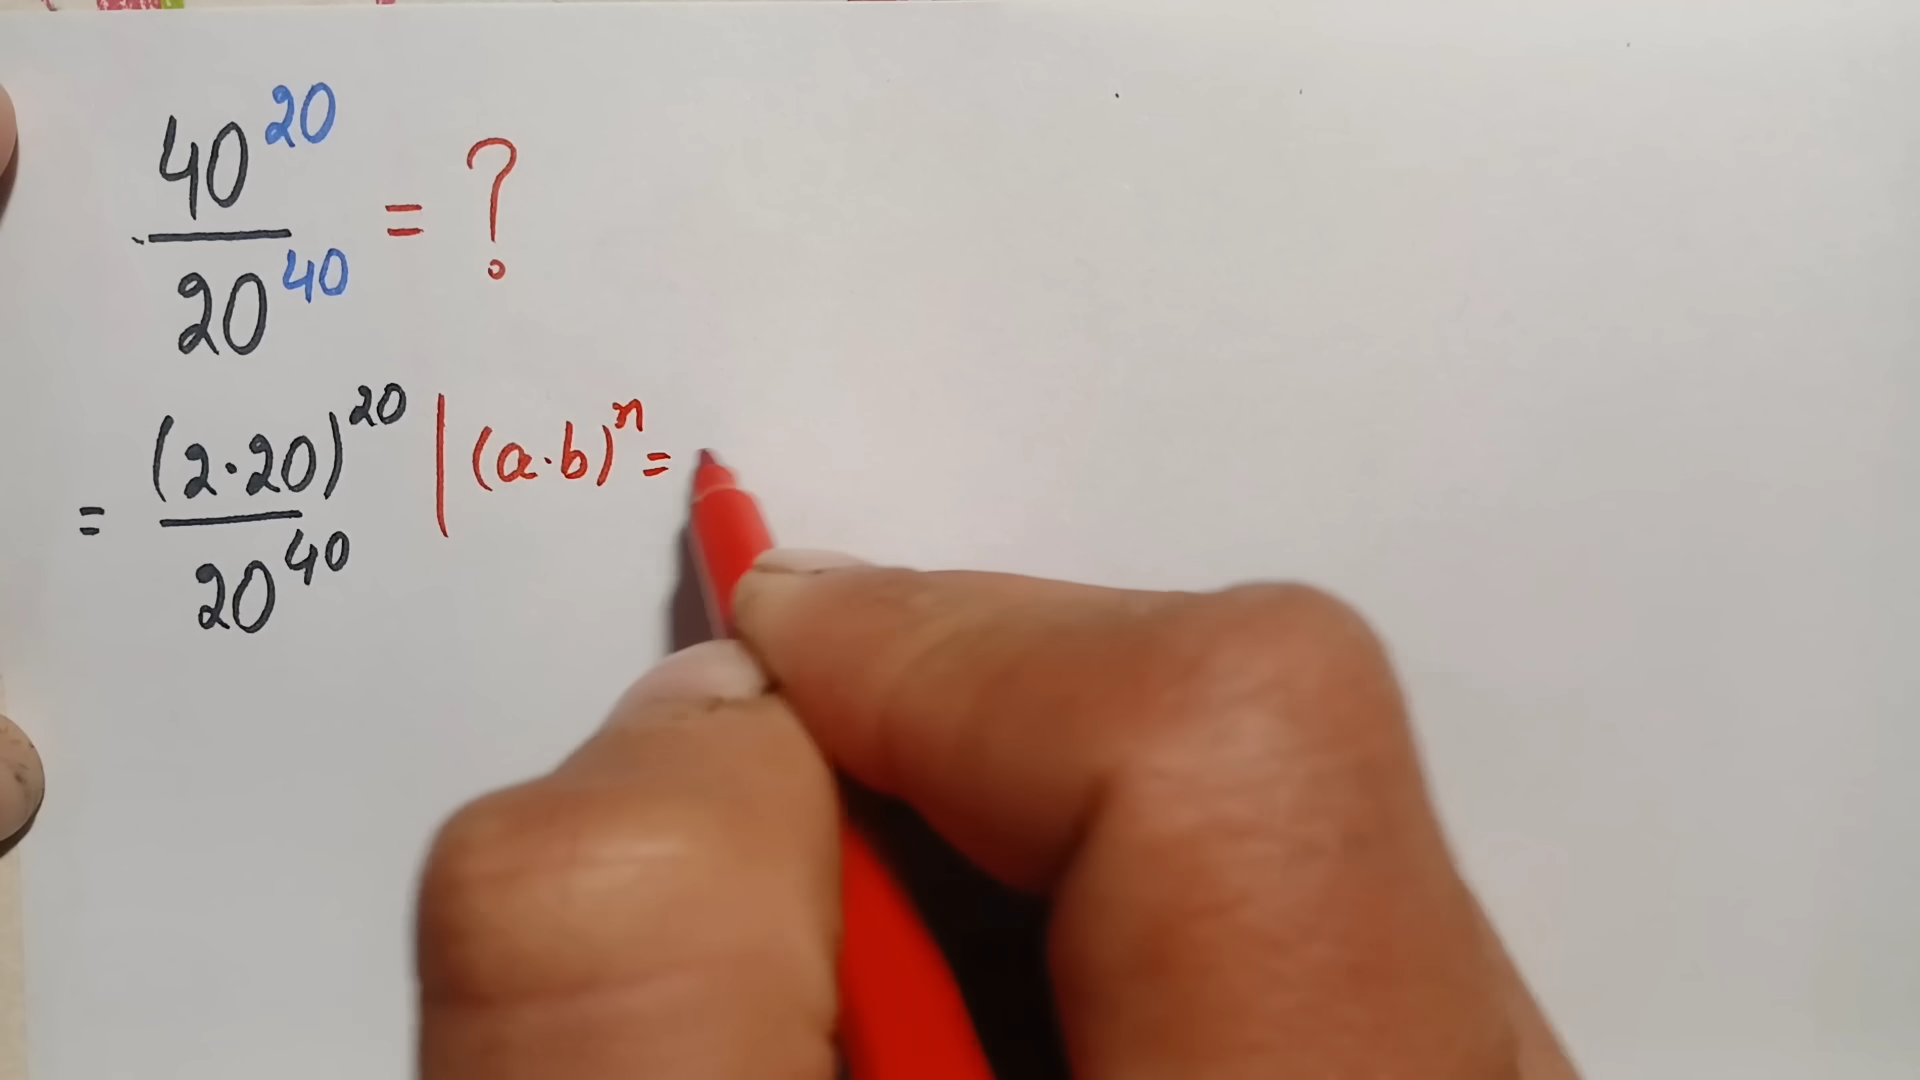 40^20 / 20^40 = ?
= (2·20)^20 / 20^40 | (a·b)^n =